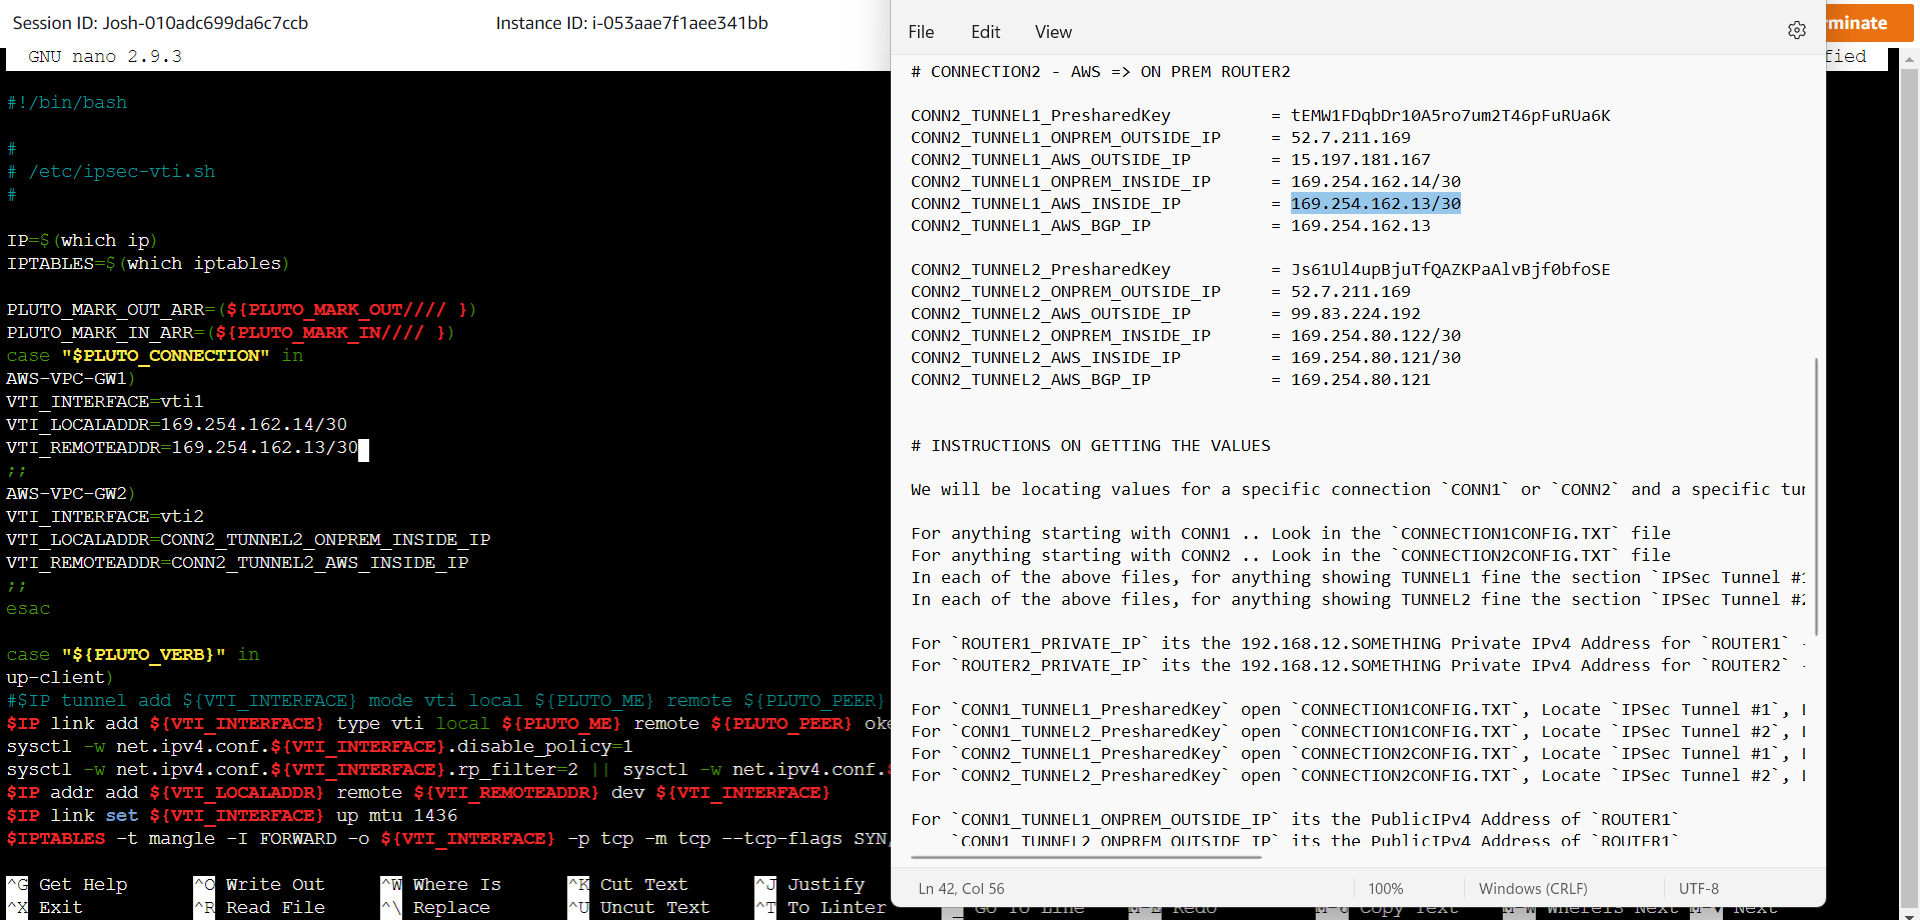 Session ID: Josh-010adc699da6c7ccb
Instance ID: i-053aae7f1aee341bb
GNU nano 2.9.3
#!/bin/bash
#
# /etc/ipsec-vti.sh
#
IP=$(which ip)
IPTABLES=$(which iptables)
PLUTO_MARK_OUT_ARR=(${PLUTO_MARK_OUT//// })
PLUTO_MARK_IN_ARR=(${PLUTO_MARK_IN//// })
case "$PLUTO_CONNECTION" in
AWS-VPC-GW1)
VTI_INTERFACE=vti1
VTI_LOCALADDR=169.254.162.14/30
VTI_REMOTEADDR=169.254.162.13/30
;;
AWS-VPC-GW2)
VTI_INTERFACE=vti2
VTI_LOCALADDR=CONN2_TUNNEL2_ONPREM_INSIDE_IP
VTI_REMOTEADDR=CONN2_TUNNEL2_AWS_INSIDE_IP
;;
esac
case "${PLUTO_VERB}" in
up-client)
#$IP tunnel add ${VTI_INTERFACE} mode vti local ${PLUTO_ME} remote ${PLUTO_PEER}
$IP link add ${VTI_INTERFACE} type vti local ${PLUTO_ME} remote ${PLUTO_PEER} oke
sysctl -w net.ipv4.conf.${VTI_INTERFACE}.disable_policy=1
sysctl -w net.ipv4.conf.${VTI_INTERFACE}.rp_filter=2 || sysctl -w net.ipv4.conf.
$IP addr add ${VTI_LOCALADDR} remote ${VTI_REMOTEADDR} dev ${VTI_INTERFACE}
$IP link set ${VTI_INTERFACE} up mtu 1436
$IPTABLES -t mangle -I FORWARD -o ${VTI_INTERFACE} -p tcp -m tcp --tcp-flags SYN,
^G Get Help ^O Write Out ^W Where Is ^K Cut Text ^J Justify
^X Exit ^R Read File ^\ Replace ^U Uncut Text ^T To Linter
File Edit View
minate
fied
# CONNECTION2 - AWS => ON PREM ROUTER2
CONN2_TUNNEL1_PresharedKey = tEMW1FDqbDr10A5ro7um2T46pFuRUa6K
CONN2_TUNNEL1_ONPREM_OUTSIDE_IP = 52.7.211.169
CONN2_TUNNEL1_AWS_OUTSIDE_IP = 15.197.181.167
CONN2_TUNNEL1_ONPREM_INSIDE_IP = 169.254.162.14/30
CONN2_TUNNEL1_AWS_INSIDE_IP = 169.254.162.13/30
CONN2_TUNNEL1_AWS_BGP_IP = 169.254.162.13
CONN2_TUNNEL2_PresharedKey = Js61Ul4upBjuTfQAZKPaAlvBjf0bfoSE
CONN2_TUNNEL2_ONPREM_OUTSIDE_IP = 52.7.211.169
CONN2_TUNNEL2_AWS_OUTSIDE_IP = 99.83.224.192
CONN2_TUNNEL2_ONPREM_INSIDE_IP = 169.254.80.122/30
CONN2_TUNNEL2_AWS_INSIDE_IP = 169.254.80.121/30
CONN2_TUNNEL2_AWS_BGP_IP = 169.254.80.121
# INSTRUCTIONS ON GETTING THE VALUES
We will be locating values for a specific connection `CONN1` or `CONN2` and a specific tun
For anything starting with CONN1 .. Look in the `CONNECTION1CONFIG.TXT` file
For anything starting with CONN2 .. Look in the `CONNECTION2CONFIG.TXT` file
In each of the above files, for anything showing TUNNEL1 fine the section `IPSec Tunnel #1
In each of the above files, for anything showing TUNNEL2 fine the section `IPSec Tunnel #2
For `ROUTER1_PRIVATE_IP` its the 192.168.12.SOMETHING Private IPv4 Address for `ROUTER1` -
For `ROUTER2_PRIVATE_IP` its the 192.168.12.SOMETHING Private IPv4 Address for `ROUTER2` -
For `CONN1_TUNNEL1_PresharedKey` open `CONNECTION1CONFIG.TXT`, Locate `IPSec Tunnel #1`,
For `CONN1_TUNNEL2_PresharedKey` open `CONNECTION1CONFIG.TXT`, Locate `IPSec Tunnel #2`,
For `CONN2_TUNNEL1_PresharedKey` open `CONNECTION2CONFIG.TXT`, Locate `IPSec Tunnel #1`,
For `CONN2_TUNNEL2_PresharedKey` open `CONNECTION2CONFIG.TXT`, Locate `IPSec Tunnel #2`,
For `CONN1_TUNNEL1_ONPREM_OUTSIDE_IP` its the PublicIPv4 Address of `ROUTER1`
`CONN1_TUNNEL2_ONPREM_OUTSIDE_IP` its the PublicIPv4 Address of `ROUTER1`
Ln 42, Col 56 100% Windows (CRLF) UTF-8